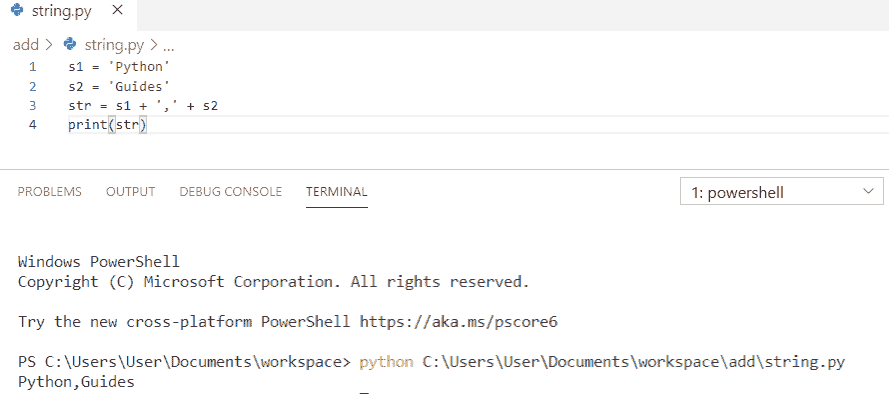 string.py ×
add > string.py > ...
1 s1 = 'Python'
2 s2 = 'Guides'
3 str = s1 + ',' + s2
4 print(str)
PROBLEMS OUTPUT DEBUG CONSOLE TERMINAL 1: powershell
Windows PowerShell
Copyright (C) Microsoft Corporation. All rights reserved.
Try the new cross-platform PowerShell https://aka.ms/pscore6
PS C:\Users\User\Documents\workspace> python C:\Users\User\Documents\workspace\add\string.py
Python,Guides